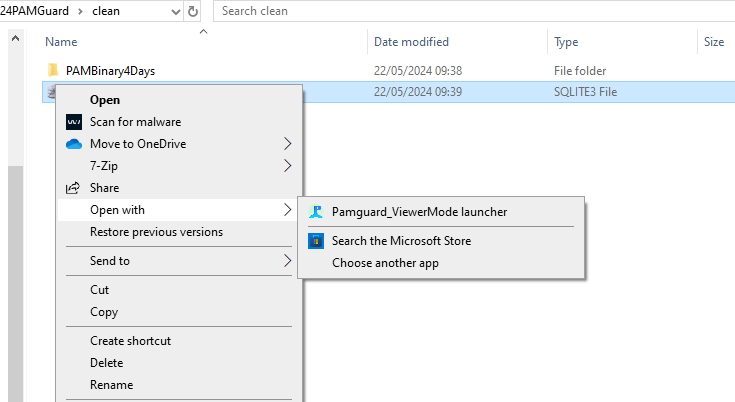 24PAMGuard > clean
Search clean
Name Date modified Type Size
PAMBinary4Days 22/05/2024 09:38 File folder
22/05/2024 09:39 SQLITE3 File
Open
Scan for malware
Move to OneDrive
7-Zip
Share
Open with
Pamguard_ViewerMode launcher
Restore previous versions
Search the Microsoft Store
Send to
Choose another app
Cut
Copy
Create shortcut
Delete
Rename